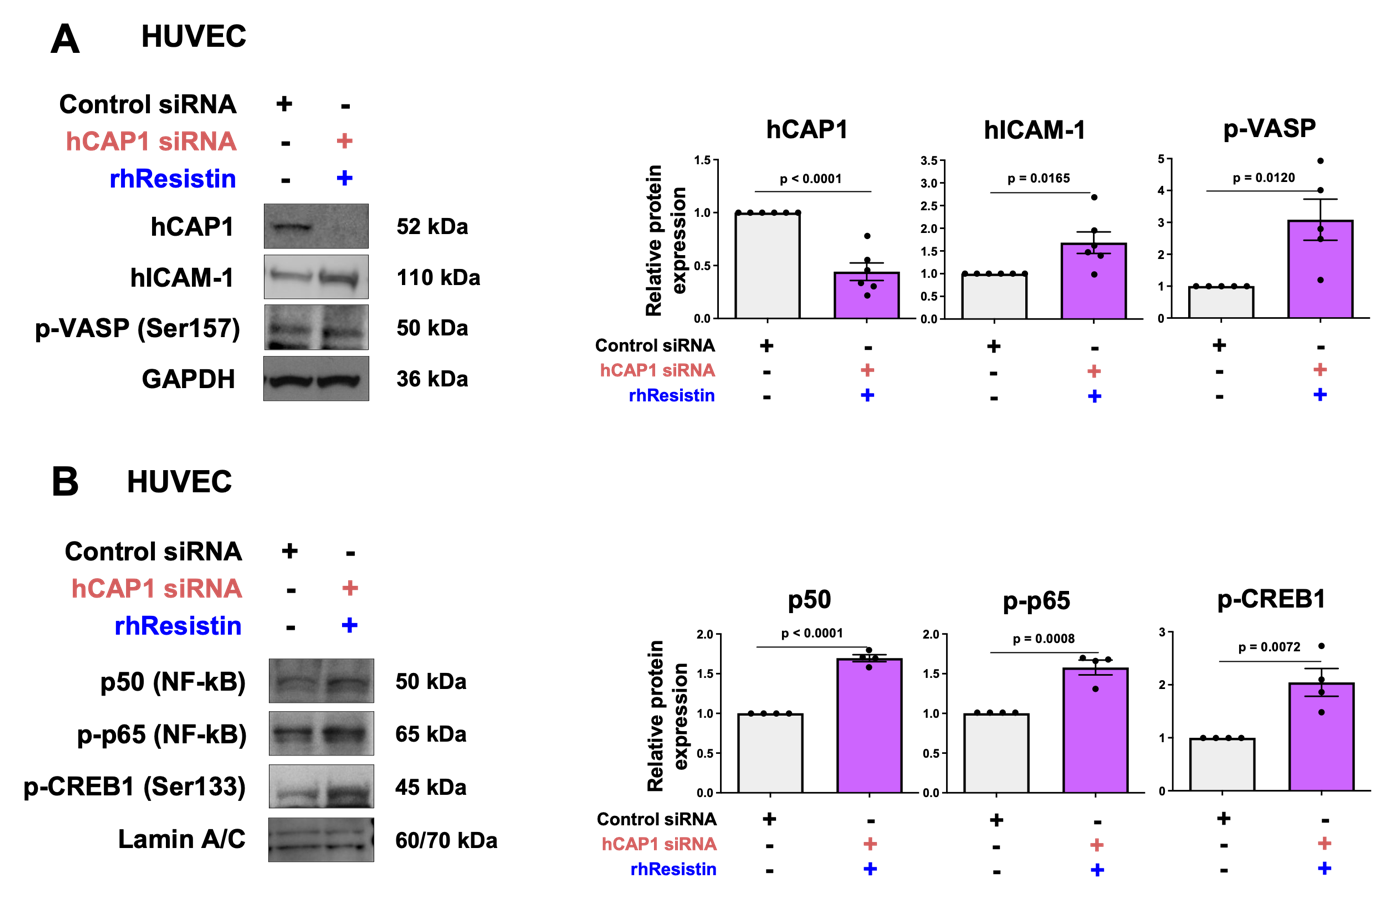 A HUVEC
Control siRNA + -
hCAP1 siRNA - +
rhResistin - +
hCAP1 52 kDa
hICAM-1 110 kDa
p-VASP (Ser157) 50 kDa
GAPDH 36 kDa
hCAP1 hICAM-1 p-VASP
Relative protein
expression
1.5
1.0
0.5
0.0
p < 0.0001
3.5
3.0
2.5
2.0
1.5
1.0
0.5
0.0
p = 0.0165
5
4
3
2
1
0
p = 0.0120
Control siRNA + - + - + -
hCAP1 siRNA - + - + - +
rhResistin - + - + - +
B HUVEC
Control siRNA + -
hCAP1 siRNA - +
rhResistin - +
p50 (NF-kB) 50 kDa
p-p65 (NF-kB) 65 kDa
p-CREB1 (Ser133) 45 kDa
Lamin A/C 60/70 kDa
p50 p-p65 p-CREB1
Relative protein
expression
2.0
1.5
1.0
0.5
0.0
p < 0.0001
2.0
1.5
1.0
0.5
0.0
p = 0.0008
3
2
1
0
p = 0.0072
Control siRNA + - + - + -
hCAP1 siRNA - + - + - +
rhResistin - + - + - +